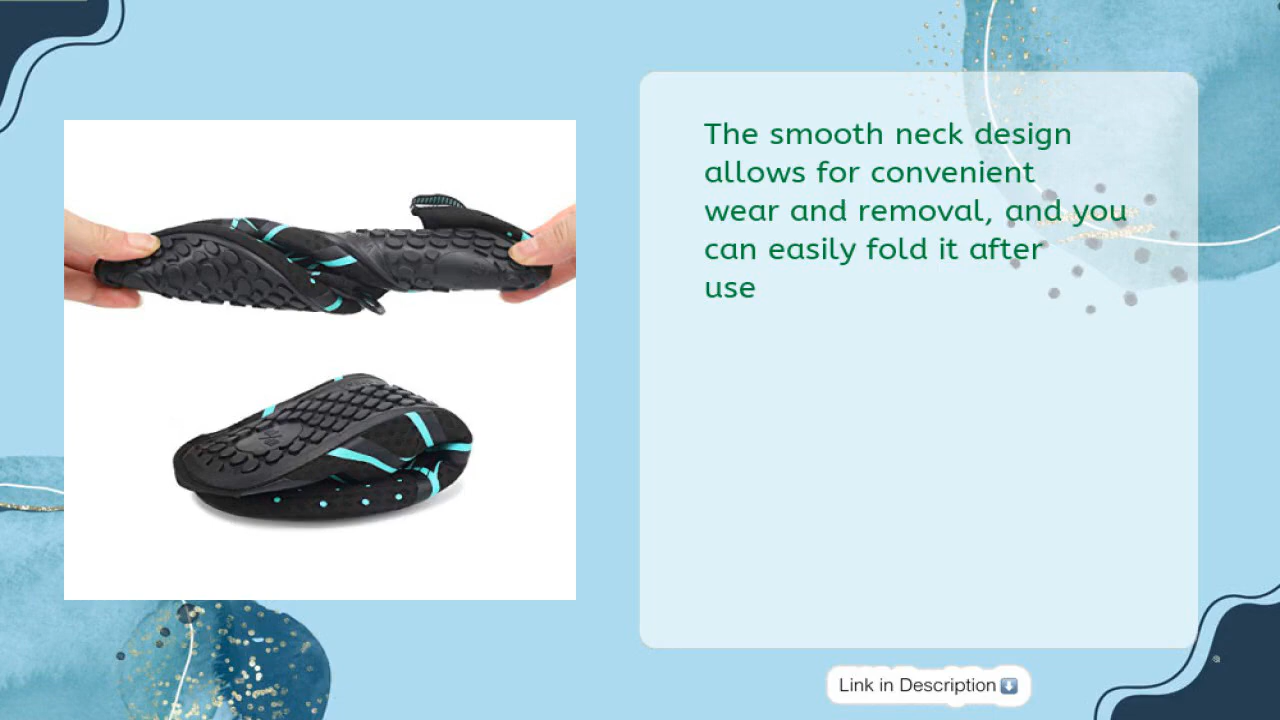 The smooth neck design
allows for convenient
wear and removal, and you
can easily fold it after
use
Link in Description⬇️